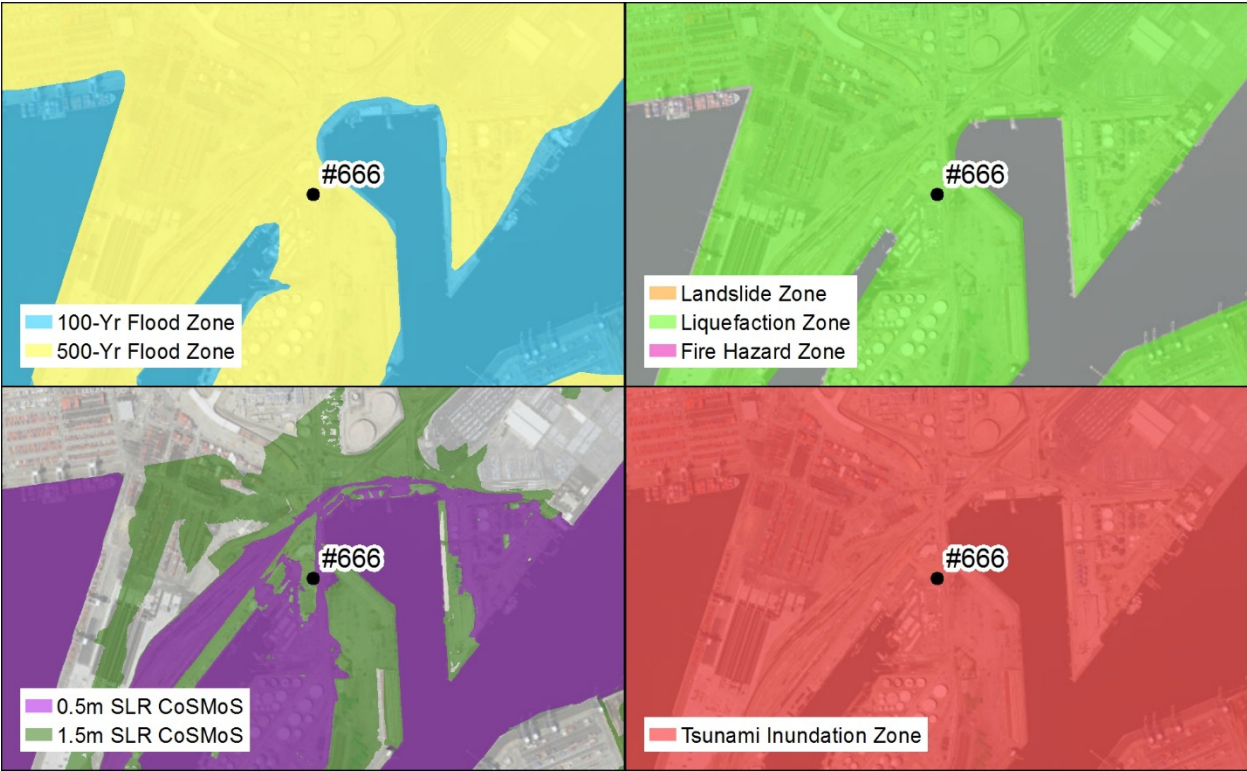 #666
100-Yr Flood Zone
500-Yr Flood Zone
#666
Landslide Zone
Liquefaction Zone
Fire Hazard Zone
#666
0.5m SLR CoSMoS
1.5m SLR CoSMoS
#666
Tsunami Inundation Zone